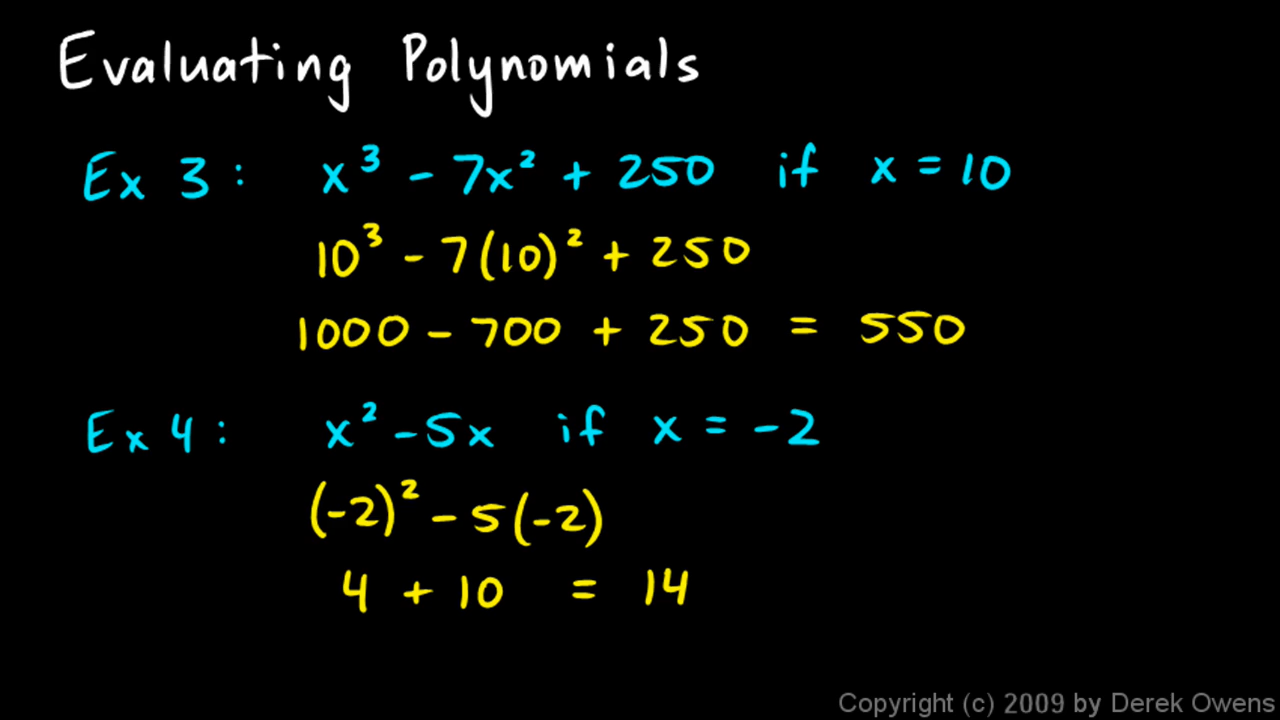 Evaluating Polynomials
Ex 3: x³ - 7x² + 250 if x = 10
10³ - 7(10)² + 250
1000 - 700 + 250 = 550
Ex 4: x² - 5x if x = -2
(-2)² - 5(-2)
4 + 10 = 14
Copyright (c) 2009 by Derek Owens